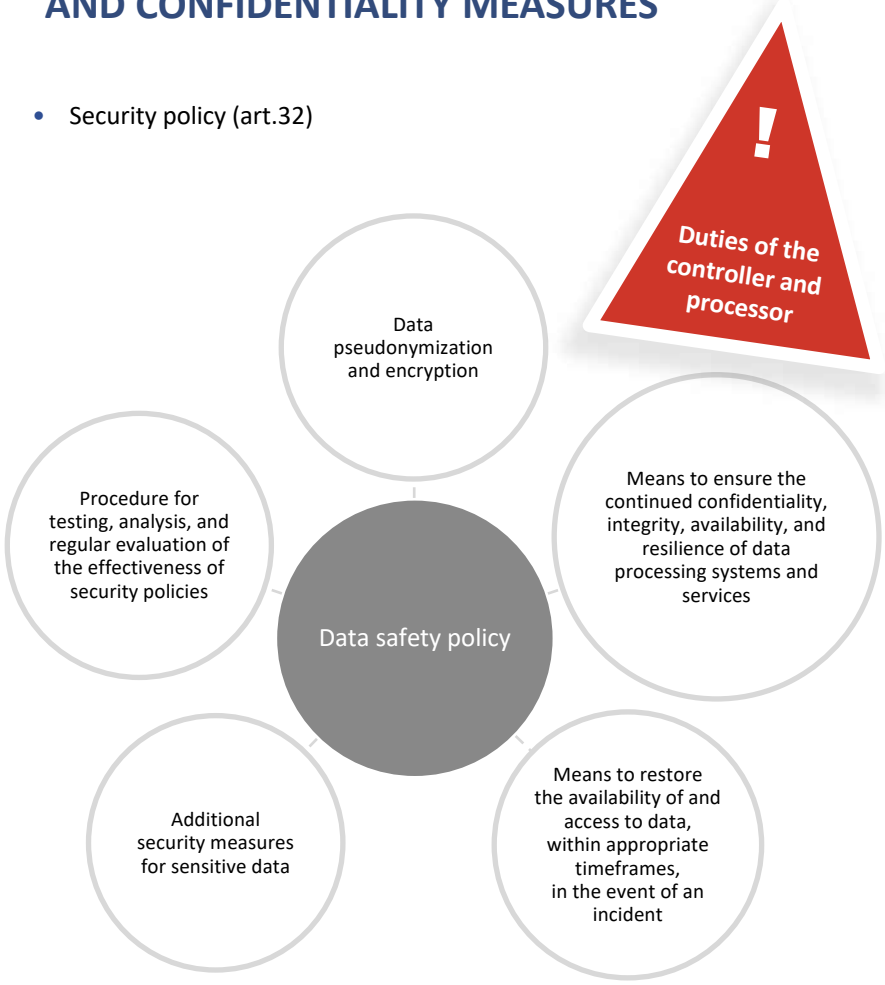 AND CONFIDENTIALITY MEASURES
• Security policy (art.32)
!
Duties of the
controller and
processor
Data
pseudonymization
and encryption
Means to ensure the
continued confidentiality,
integrity, availability, and
resilience of data
processing systems and
services
Procedure for
testing, analysis, and
regular evaluation of
the effectiveness of
security policies
Data safety policy
Additional
security measures
for sensitive data
Means to restore
the availability of and
access to data,
within appropriate
timeframes,
in the event of an
incident